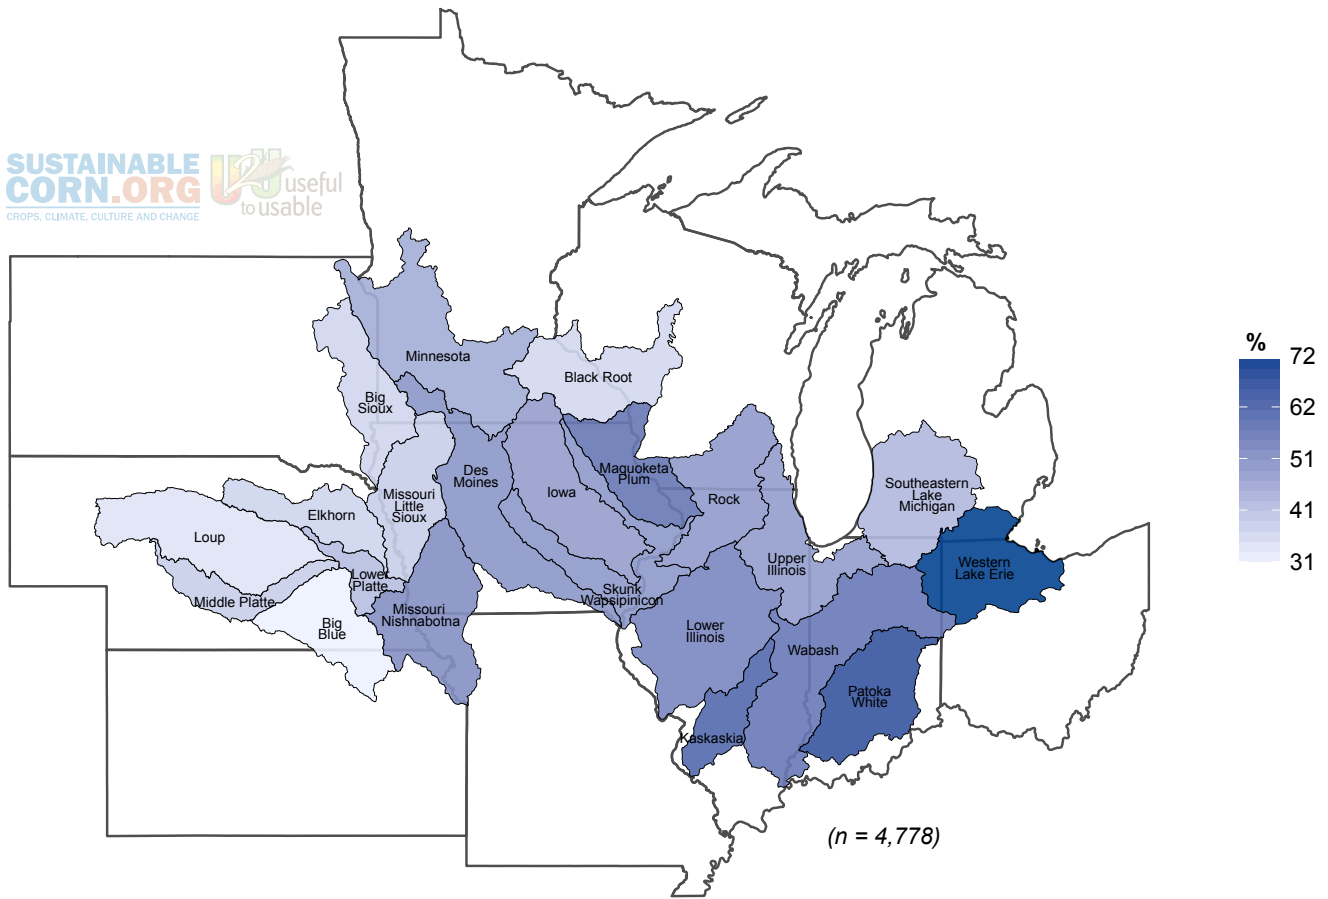 SUSTAINABLE
CORN.ORG
CROPS, CLIMATE, CULTURE AND CHANGE
U2U useful
to usable
Minnesota
Black Root
Big
Sioux
Des
Moines
Maquoketa
Plum
Iowa
Rock
Missouri
Little
Sioux
Southeastern
Lake
Michigan
Elkhorn
Loup
Upper
Illinois
Western
Lake Erie
Lower
Platte
Middle Platte
Skunk
Wapsipinicon
Missouri
Nishnabotna
Big
Blue
Lower
Illinois
Wabash
Patoka
White
Kaskaskia
(n = 4,778)
%
72
62
51
41
31